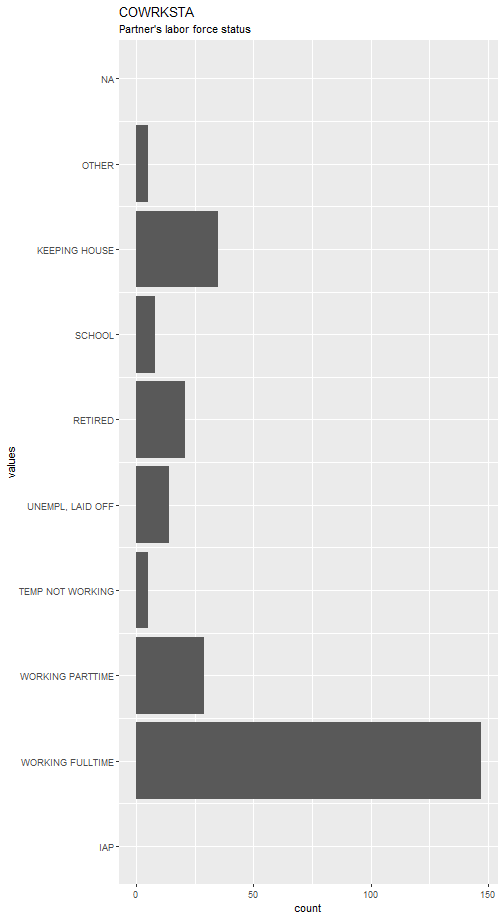 COWRKSTA
Partner's labor force status
NA
OTHER
KEEPING HOUSE
SCHOOL
RETIRED
UNEMPL, LAID OFF
TEMP NOT WORKING
WORKING PARTTIME
WORKING FULLTIME
IAP
values
0 50 100 150
count